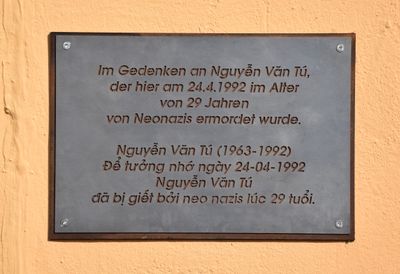 Im Gedenken an Nguyễn Văn Tú,
der hier am 24.4.1992 im Alter
von 29 Jahren
von Neonazis ermordet wurde.
Nguyễn Văn Tú (1963-1992)
Để tưởng nhớ ngày 24-04-1992
Nguyễn Văn Tú
đã bị giết bởi neo nazis lúc 29 tuổi.